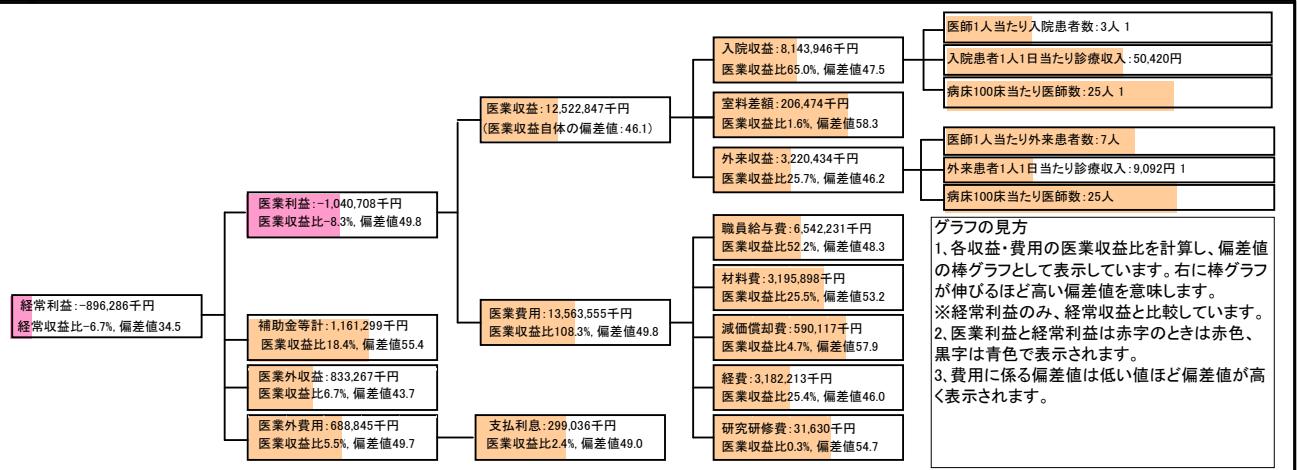 経常利益:-896,286千円
経常収益比-6.7%, 偏差値34.5
医業利益:-1,040,708千円
医業収益比-8.3%, 偏差値49.8
補助金等計:1,161,299千円
医業収益比18.4%, 偏差値55.4
医業外収益:833,267千円
医業収益比6.7%, 偏差値43.7
医業外費用:688,845千円
医業収益比5.5%, 偏差値49.7
医業収益:12,522,847千円
(医業収益自体の偏差値:46.1)
医業費用:13,563,555千円
医業収益比108.3%, 偏差値49.8
支払利息:299,036千円
医業収益比2.4%, 偏差値49.0
入院収益:8,143,946千円
医業収益比65.0%, 偏差値47.5
室料差額:206,474千円
医業収益比1.6%, 偏差値58.3
外来収益:3,220,434千円
医業収益比25.7%, 偏差値46.2
職員給与費:6,542,231千円
医業収益比52.2%, 偏差値48.3
材料費:3,195,898千円
医業収益比25.5%, 偏差値53.2
減価償却費:590,117千円
医業収益比4.7%, 偏差値57.9
経費:3,182,213千円
医業収益比25.4%, 偏差値46.0
研究研修費:31,630千円
医業収益比0.3%, 偏差値54.7
医師1人当たり入院患者数:3人 1
入院患者1人1日当たり診療収入:50,420円
病床100床当たり医師数:25人 1
医師1人当たり外来患者数:7人
外来患者1人1日当たり診療収入:9,092円 1
病床100床当たり医師数:25人
グラフの見方
1、各収益・費用の医業収益比を計算し、偏差値
の棒グラフとして表示しています。右に棒グラフ
が伸びるほど高い偏差値を意味します。
※経常利益のみ、経常収益と比較しています。
2、医業利益と経常利益は赤字のときは赤色、
黒字は青色で表示されます。
3、費用に係る偏差値は低い値ほど偏差値が高
く表示されます。